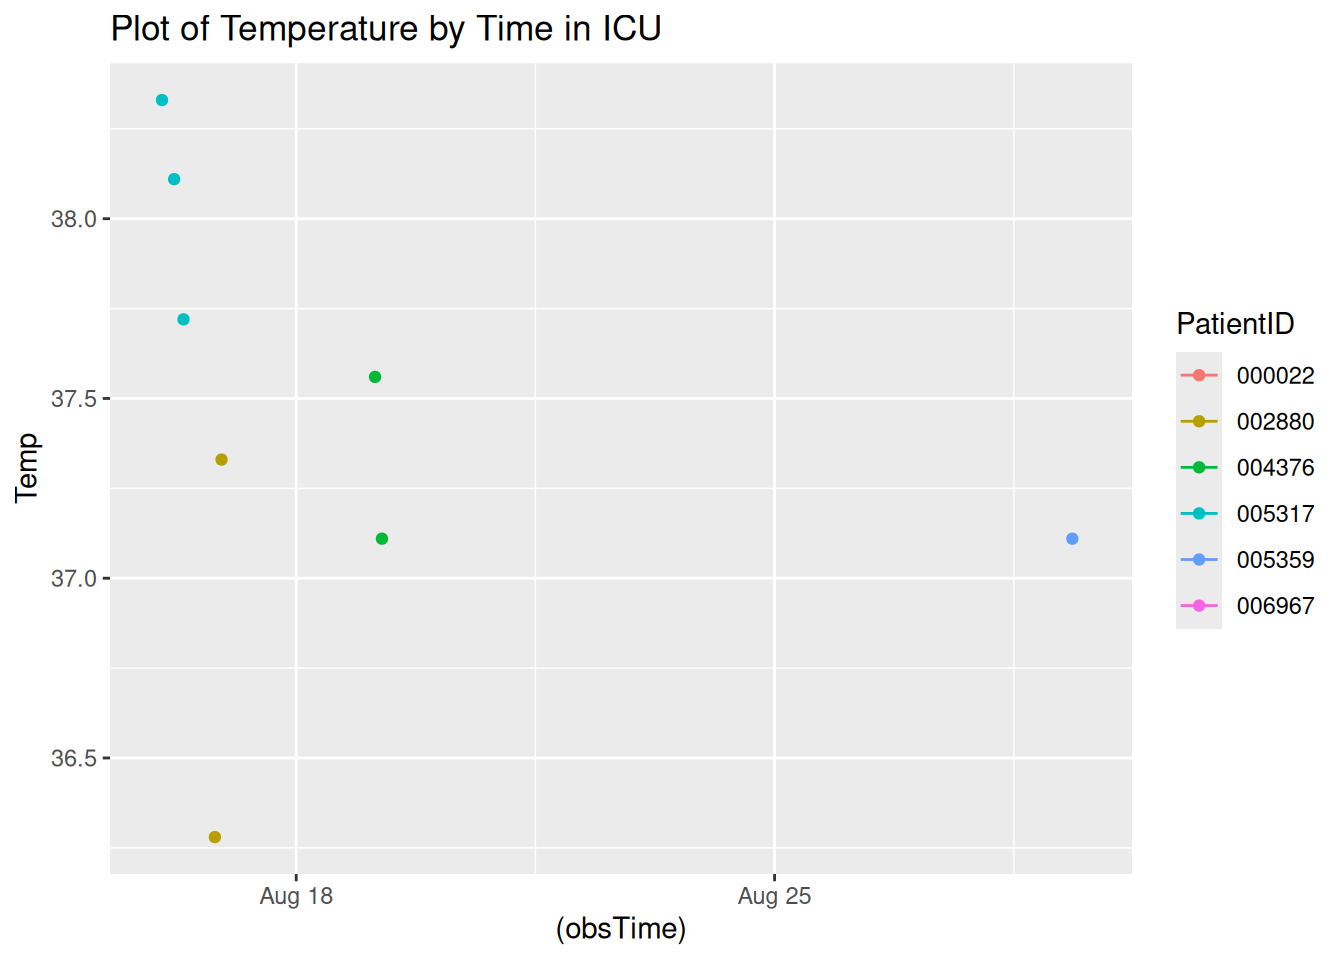 Plot of Temperature by Time in ICU
Temp
38.0
37.5
37.0
36.5
Aug 18
Aug 25
(obsTime)
PatientID
000022
002880
004376
005317
005359
006967